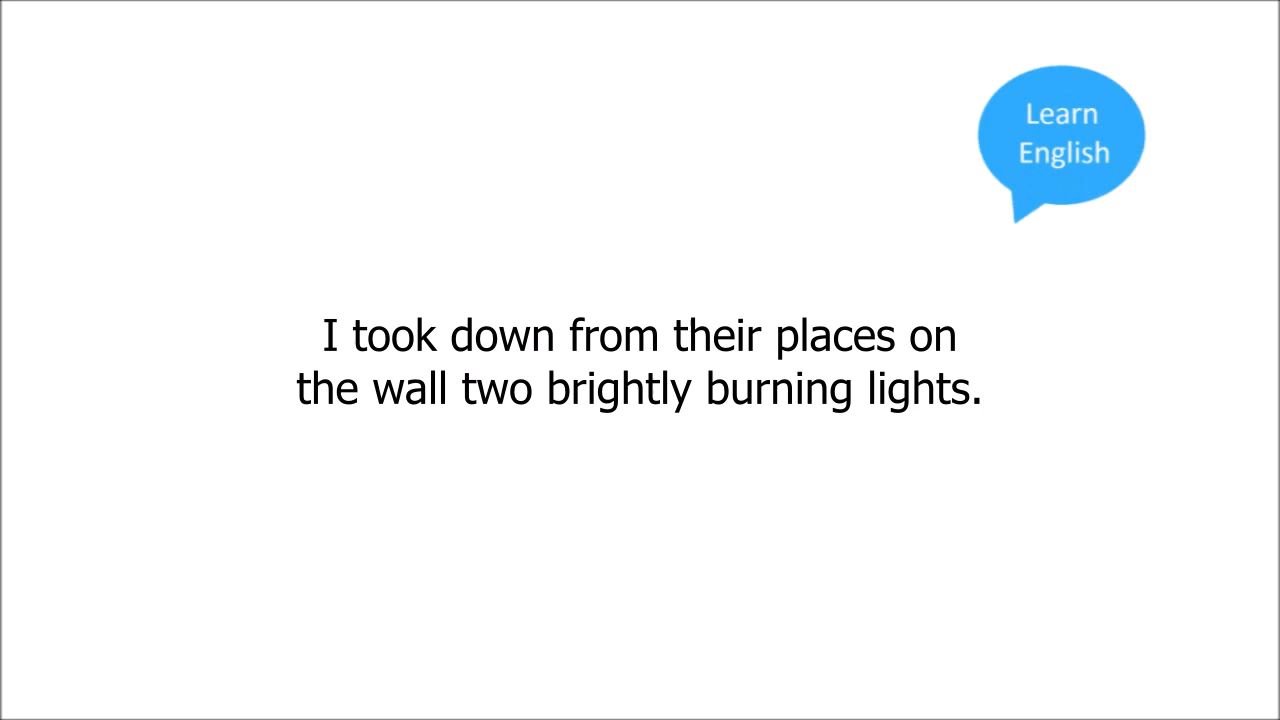 Learn
English
I took down from their places on
the wall two brightly burning lights.